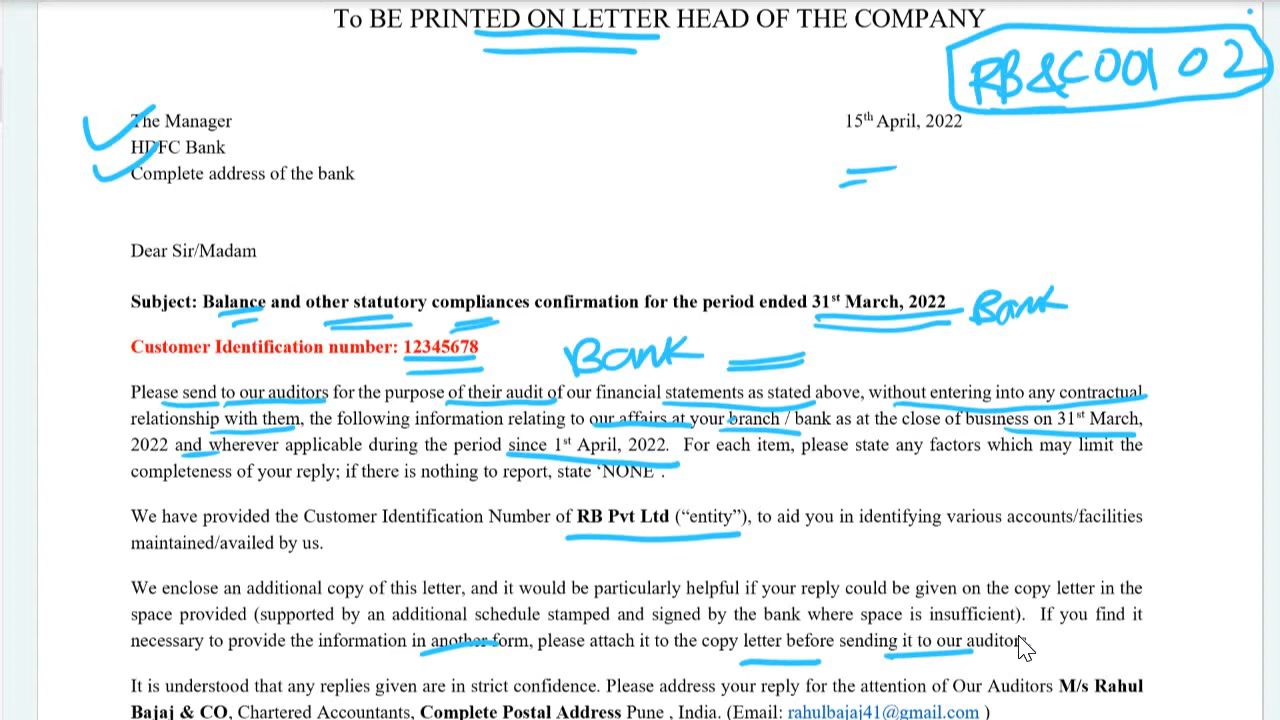 To BE PRINTED ON LETTER HEAD OF THE COMPANY
RB&CO01 02
The Manager
15th April, 2022
HDFC Bank
Complete address of the bank
Dear Sir/Madam
Subject: Balance and other statutory compliances confirmation for the period ended 31st March, 2022
Bank
Customer Identification number: 12345678
Bank
Please send to our auditors for the purpose of their audit of our financial statements as stated above, without entering into any contractual
relationship with them, the following information relating to our affairs at your branch / bank as at the close of business on 31st March,
2022 and wherever applicable during the period since 1st April, 2022. For each item, please state any factors which may limit the
completeness of your reply; if there is nothing to report, state ‘NONE’.
We have provided the Customer Identification Number of RB Pvt Ltd (“entity”), to aid you in identifying various accounts/facilities
maintained/availed by us.
We enclose an additional copy of this letter, and it would be particularly helpful if your reply could be given on the copy letter in the
space provided (supported by an additional schedule stamped and signed by the bank where space is insufficient). If you find it
necessary to provide the information in another form, please attach it to the copy letter before sending it to our auditor
It is understood that any replies given are in strict confidence. Please address your reply for the attention of Our Auditors M/s Rahul
Bajaj & CO, Chartered Accountants, Complete Postal Address Pune , India. (Email: rahulbajaj41@gmail.com )